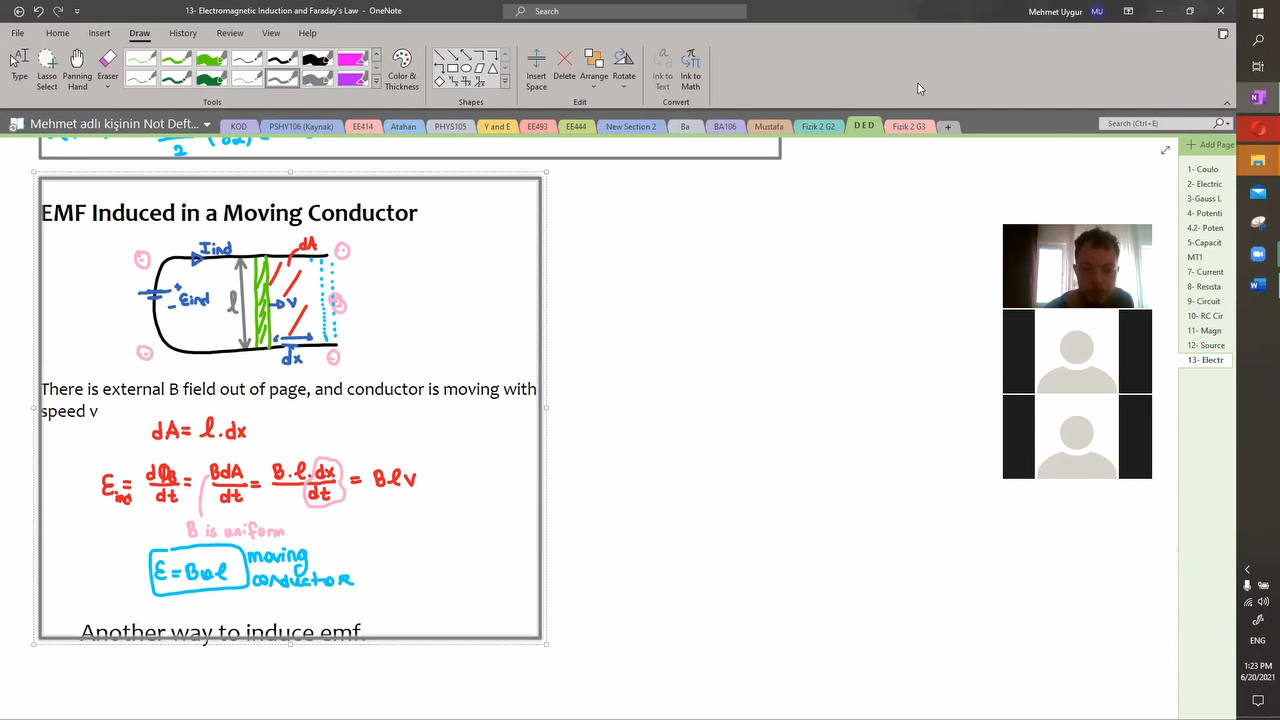 13- Electromagnetic Induction and Faraday's Law - OneNote
Search
Mehmet Uygur
MU
File
Home
Insert
Draw
History
Review
View
Help
Type
Lasso Select
Panning Hand
Eraser
Color & Thickness
Insert Space
Delete
Arrange
Rotate
Ink to Text
Ink to Math
Tools
Shapes
Edit
Convert
Mehmet adlı kişinin Not Deft...
KOD
PSHY106 (Kaynak)
EE414
Atahan
PHYS105
Y and E
EE493
EE444
New Section 2
Ba
BA106
Mustafa
Fizik 2 G2
D E D
Fizik 2 G3
Search (Ctrl+E)
Add Page
1- Coulo
2- Electric
3-Gauss L
4- Potenti
4.2- Poten
5-Capacit
MT1
7- Current
8- Resista
9- Circuit
10- RC Cir
11- Magn
12- Source
13- Electr
2
EMF Induced in a Moving Conductor
Iind
dA
+
- Eind
l
v
dx
There is external B field out of page, and conductor is moving with
speed v
dA = l.dx
Ɛind = dΦB/dt = BdA/dt = B.l.dx/dt = Blv
B is uniform
Ɛ = Bvl
moving
conductor
Another way to induce emf.
ENG
1:23 PM
6/20/2021